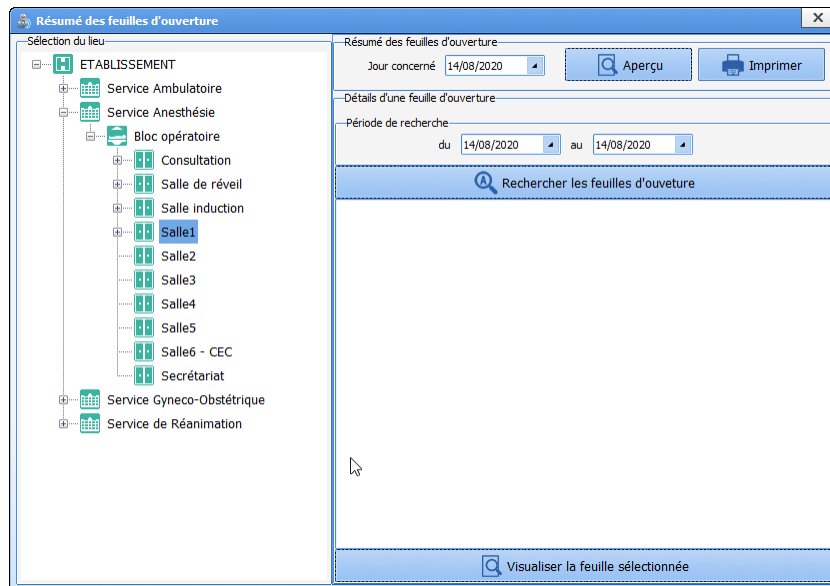 Résumé des feuilles d'ouverture
Sélection du lieu
ETABLISSEMENT
Service Ambulatoire
Service Anesthésie
Bloc opératoire
Consultation
Salle de réveil
Salle induction
Salle1
Salle2
Salle3
Salle4
Salle5
Salle6 - CEC
Secrétariat
Service Gyneco-Obstétrique
Service de Réanimation
Résumé des feuilles d'ouverture
Jour concerné 14/08/2020 Aperçu Imprimer
Détails d'une feuille d'ouverture
Période de recherche
du 14/08/2020 au 14/08/2020
Rechercher les feuilles d'ouveture
Visualiser la feuille sélectionnée